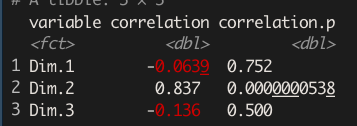 # A tibble: 3 × 3
variable correlation correlation.p
<fct> <dbl> <dbl>
1 Dim.1 -0.0639 0.752
2 Dim.2 0.837 0.0000000538
3 Dim.3 -0.136 0.500